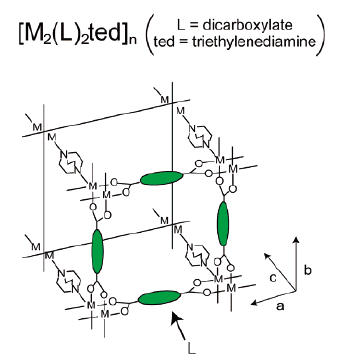 [M₂(L)₂ted]ₙ ( L = dicarboxylate
ted = triethylenediamine )
M M
M M
N
N
M M
M M
O O
O O
O O
O O
M M
M M
N
N
O O
O O
M M
M M
O O
O O
c b
a
L